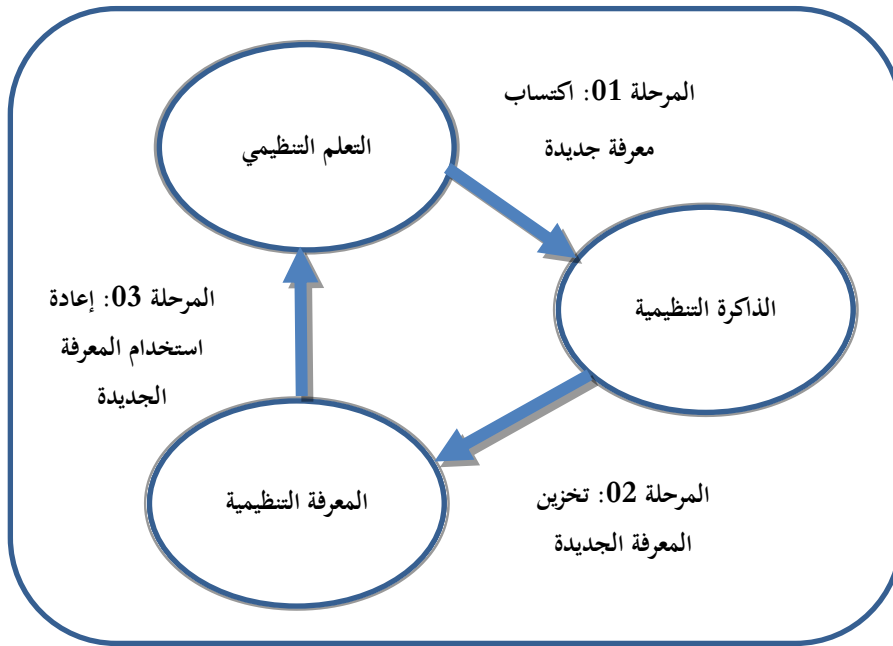 المرحلة 01: اكتساب
معرفة جديدة
التعلم التنظيمي
الذاكرة التنظيمية
المرحلة 03: إعادة
استخدام المعرفة
الجديدة
المعرفة التنظيمية
المرحلة 02: تخزين
المعرفة الجديدة